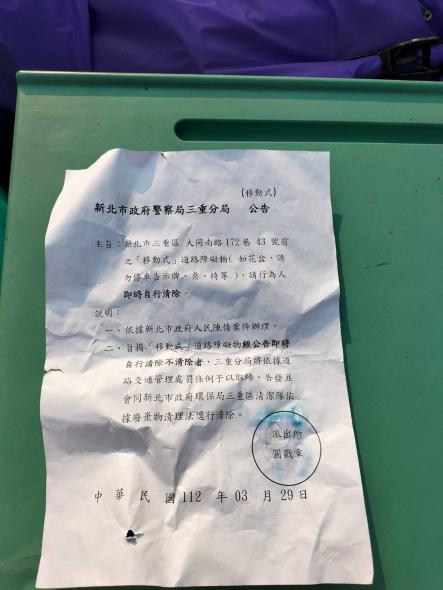 (移動式)
新北市政府警察局三重分局 公告
主旨:新北市三重區 大同南路172巷 43 號前
之「移動式」道路障礙物(如花盆、請
勿停車告示牌、桌、椅等),請行為人
即時自行清除。
說明:
一、依據新北市政府人民陳情案件辦理。
二、旨揭「移動式」道路障礙物經公告即時
自行清除不清除者,三重分局將依據道
路交通管理處罰條例予以取締、告發並
會同新北市政府環保局三重區清潔隊依
據廢棄物清理法逕行清除。
派出所
圖戳章
中華民國112 年 03 月 29 日